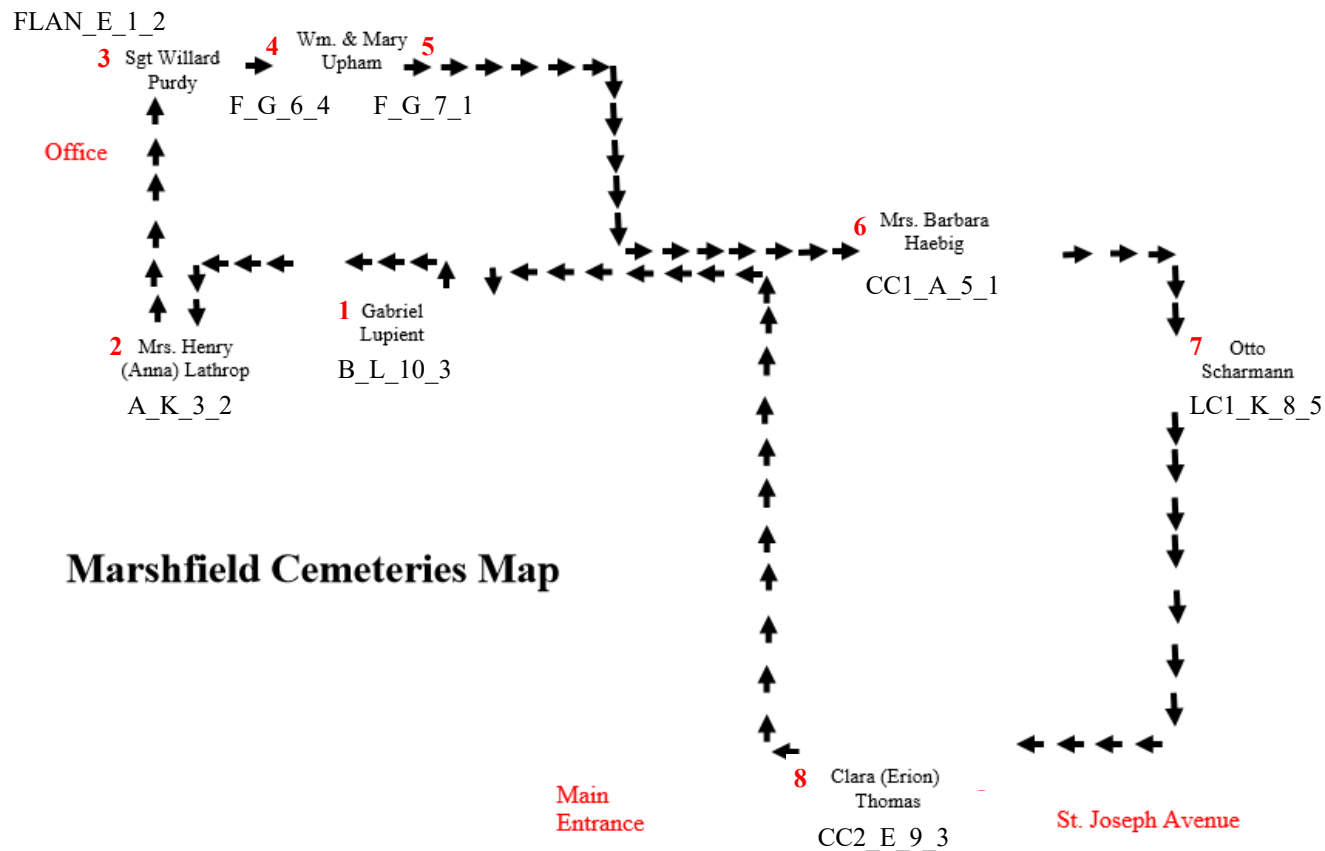 FLAN_E_1_2
3 Sgt Willard
Purdy
4 Wm. & Mary
Upham
5
F_G_6_4
F_G_7_1
Office
6 Mrs. Barbara
Haebig
CC1_A_5_1
1 Gabriel
Lupient
B_L_10_3
2 Mrs. Henry
(Anna) Lathrop
A_K_3_2
7 Otto
Scharmann
LC1_K_8_5
Marshfield Cemeteries Map
8 Clara (Erion)
Thomas
CC2_E_9_3
Main
Entrance
St. Joseph Avenue